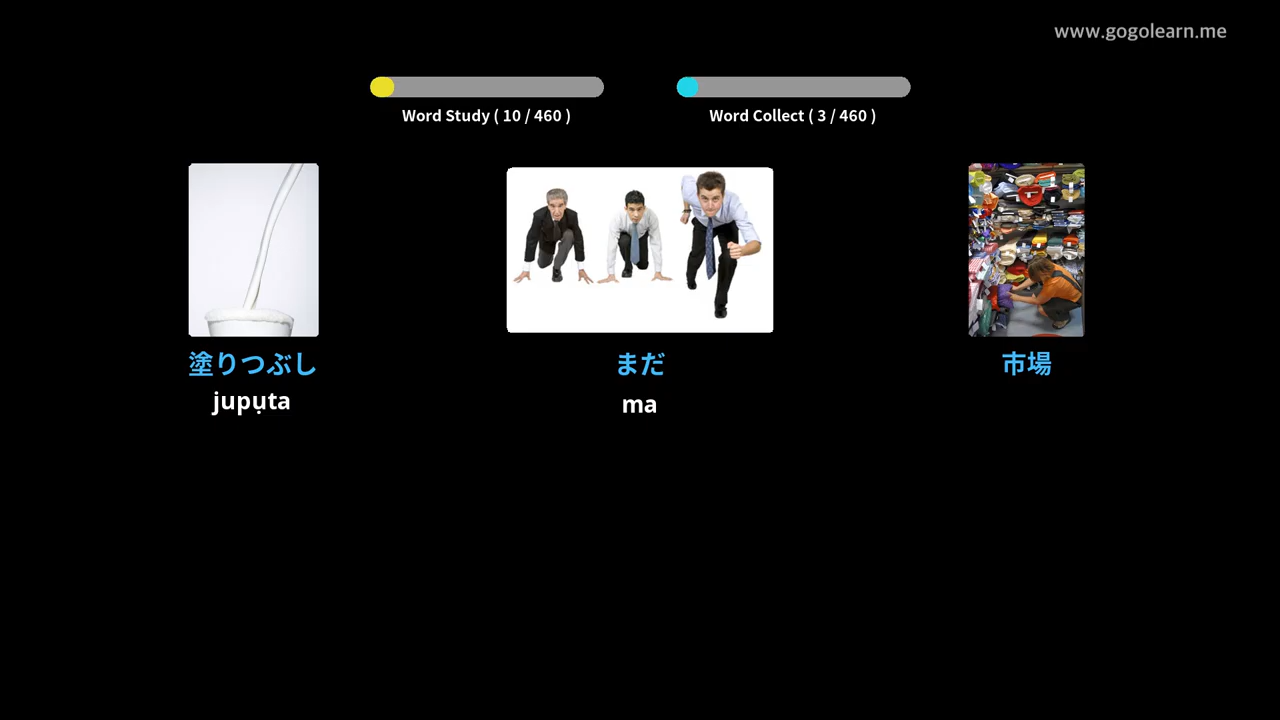 www.gogolearn.me
Word Study ( 10 / 460 )
Word Collect ( 3 / 460 )
塗りつぶし
まだ
市場
jupụta
ma